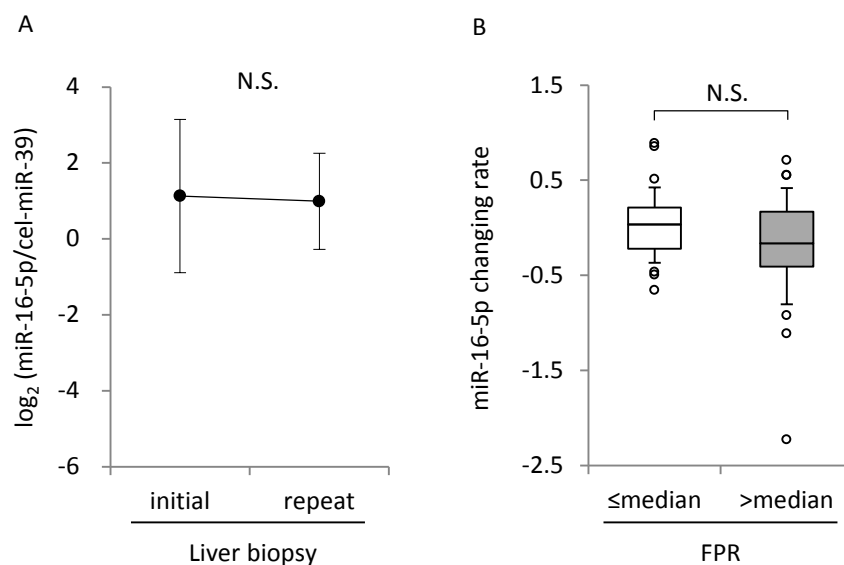 A
N.S.
log₂ (miR-16-5p/cel-miR-39)
4
2
0
-2
-4
-6
initial repeat
Liver biopsy
B
N.S.
miR-16-5p changing rate
1.5
0.5
-0.5
-1.5
-2.5
≤median >median
FPR